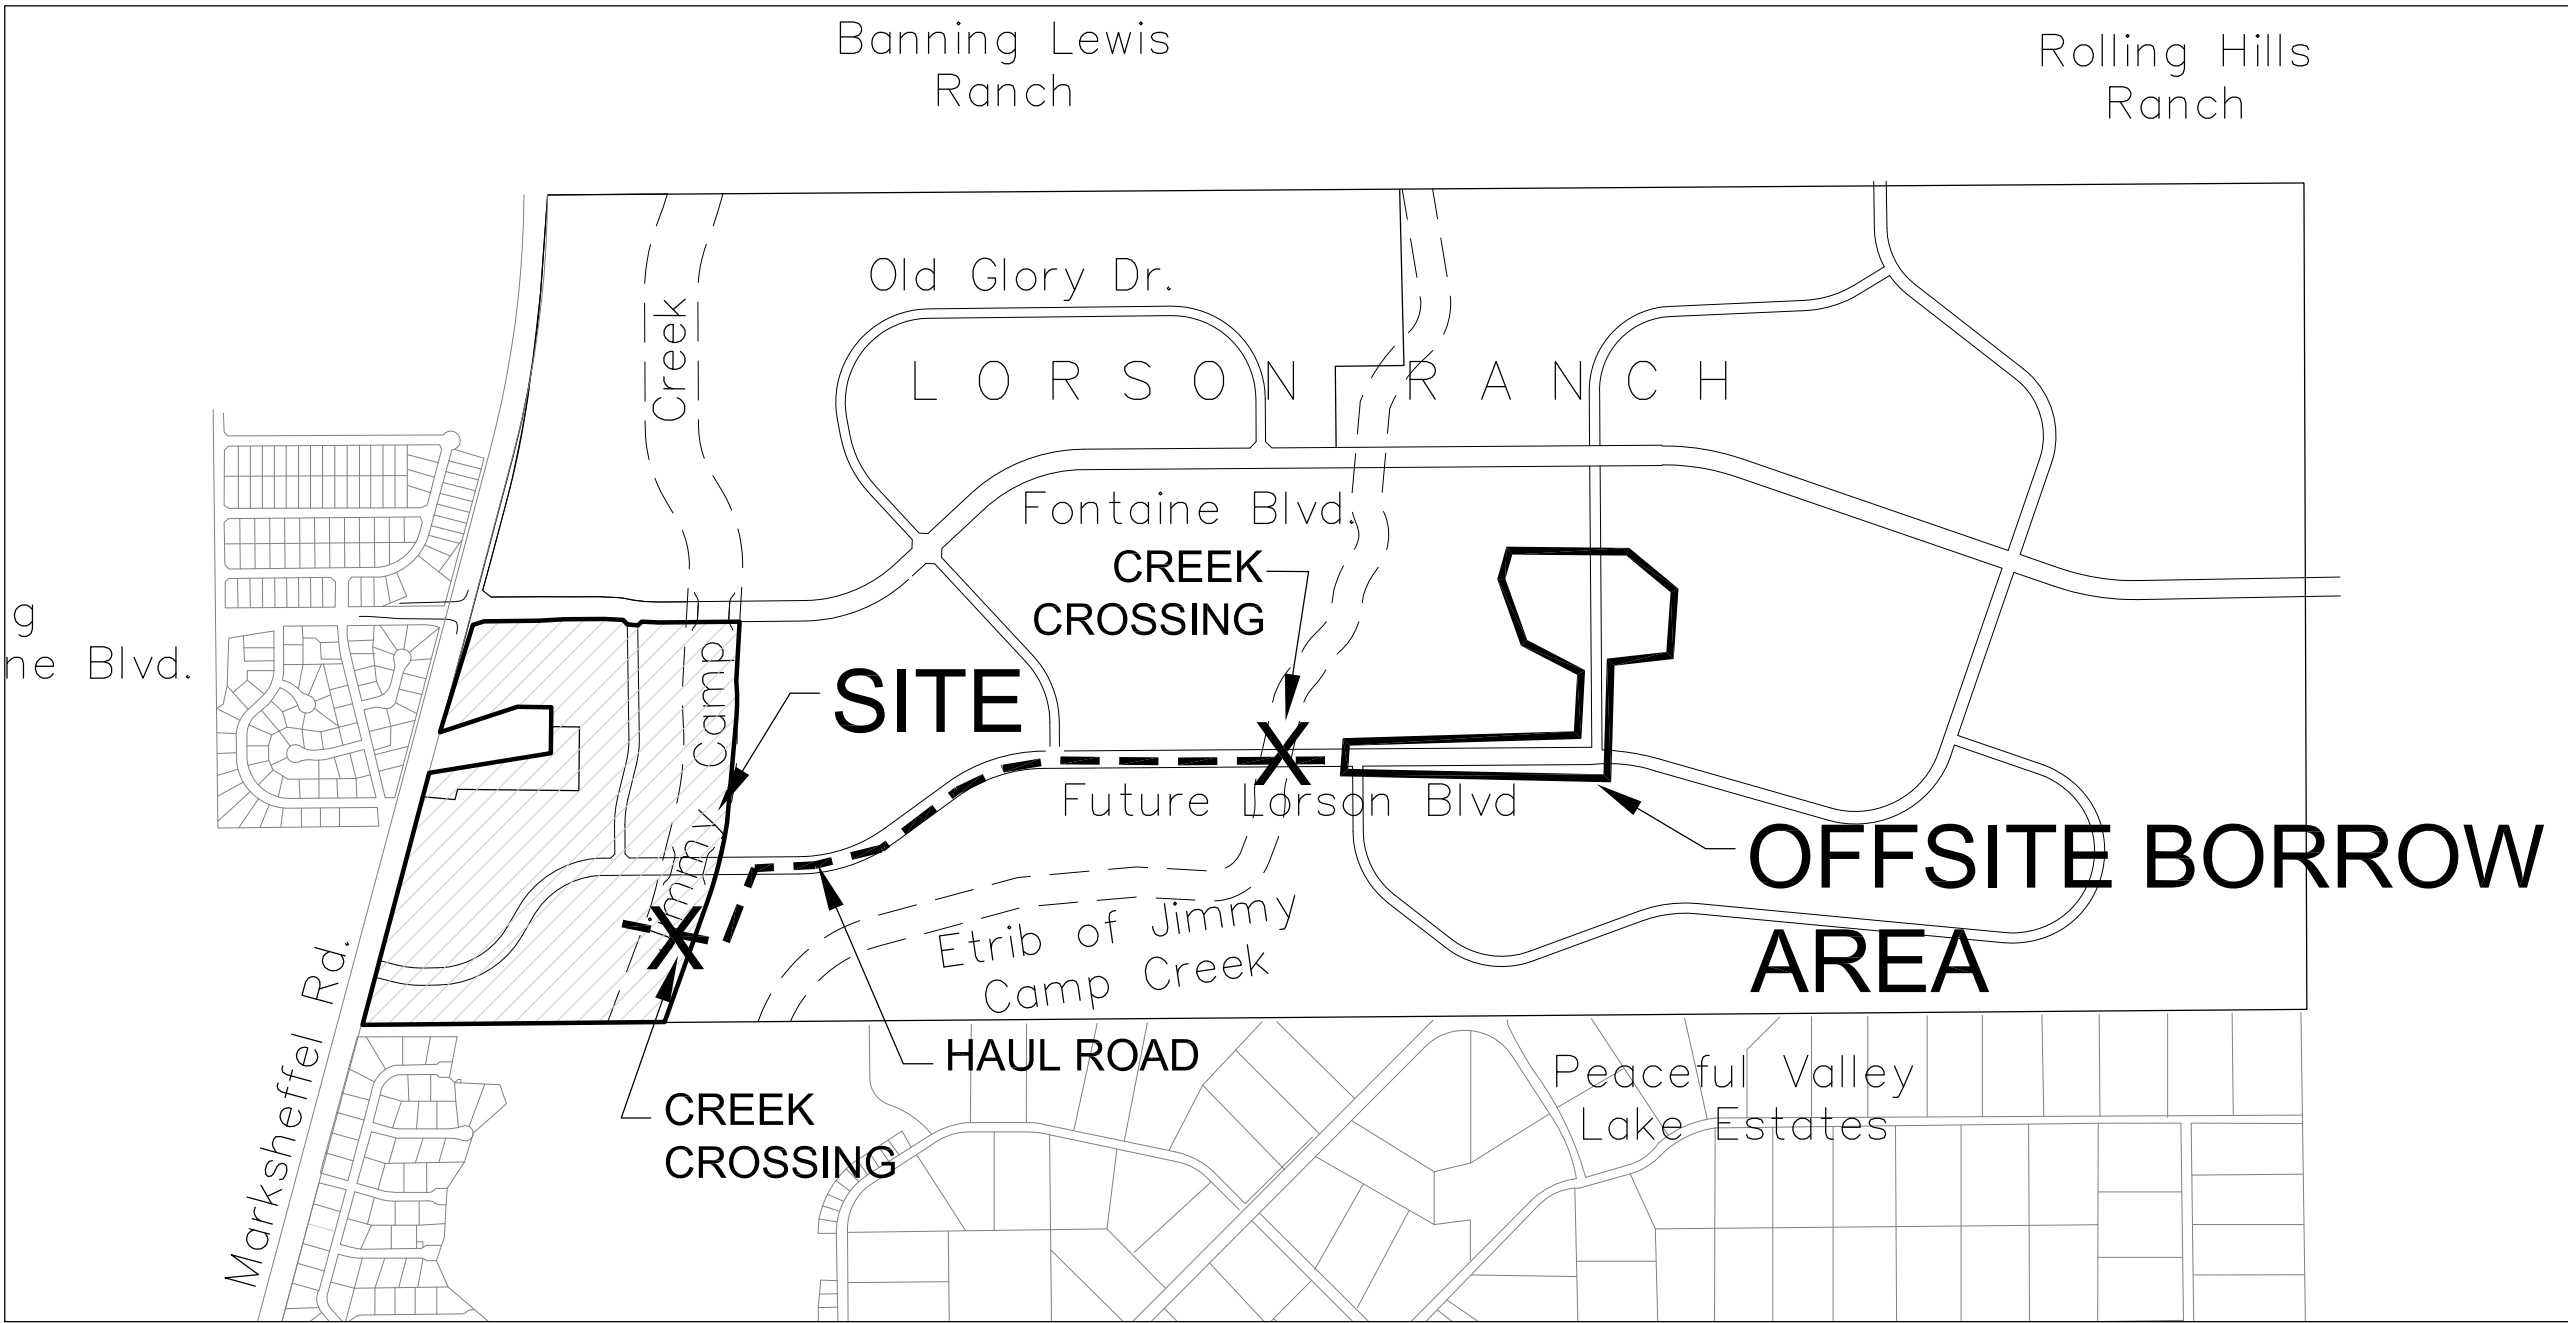 Banning Lewis
Ranch
Rolling Hills
Ranch
Old Glory Dr.
Creek
LORSON RANCH
Fontaine Blvd.
CREEK
CROSSING
g
ne Blvd.
Camp
SITE
Jimmy
Future Lorson Blvd
OFFSITE BORROW
AREA
Etrib of Jimmy
Camp Creek
Marksheffel Rd.
HAUL ROAD
CREEK
CROSSING
Peaceful Valley
Lake Estates